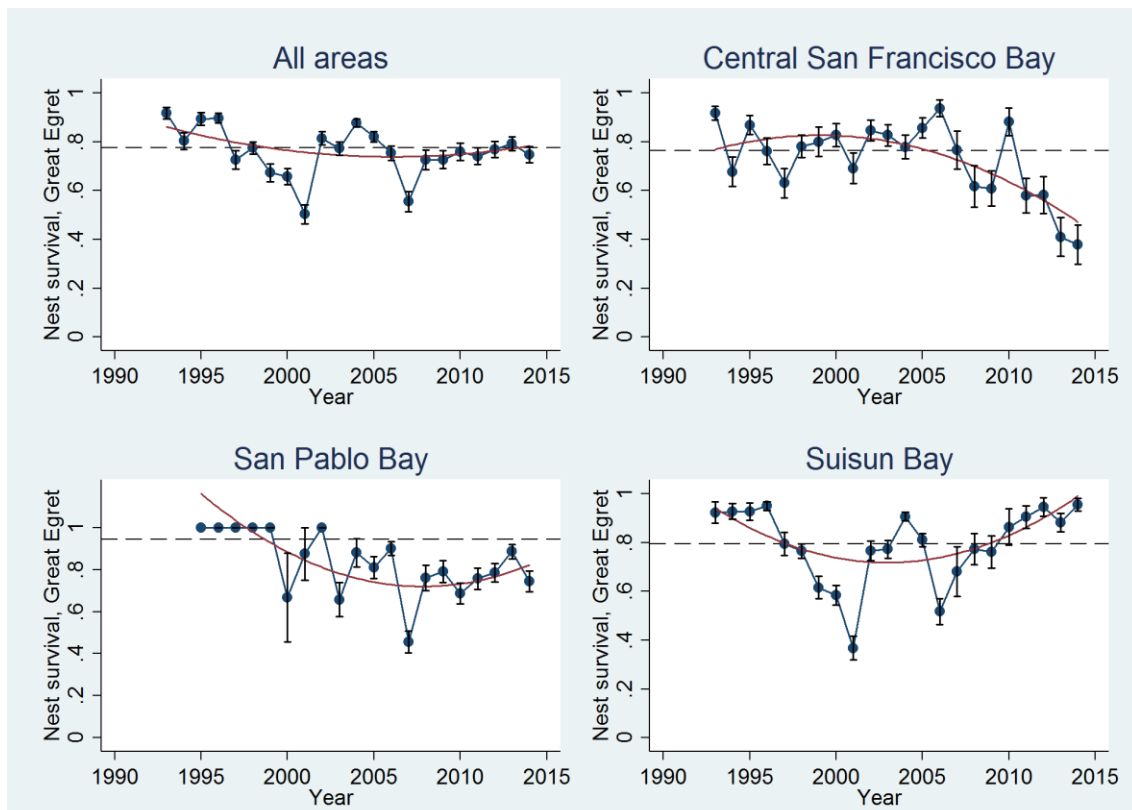 All areas
Nest survival, Great Egret
1
.8
.6
.4
.2
0
1990 1995 2000 2005 2010 2015
Year
Central San Francisco Bay
Nest survival, Great Egret
1
.8
.6
.4
.2
0
1990 1995 2000 2005 2010 2015
Year
San Pablo Bay
Nest survival, Great Egret
1
.8
.6
.4
.2
0
1990 1995 2000 2005 2010 2015
Year
Suisun Bay
Nest survival, Great Egret
1
.8
.6
.4
.2
0
1990 1995 2000 2005 2010 2015
Year